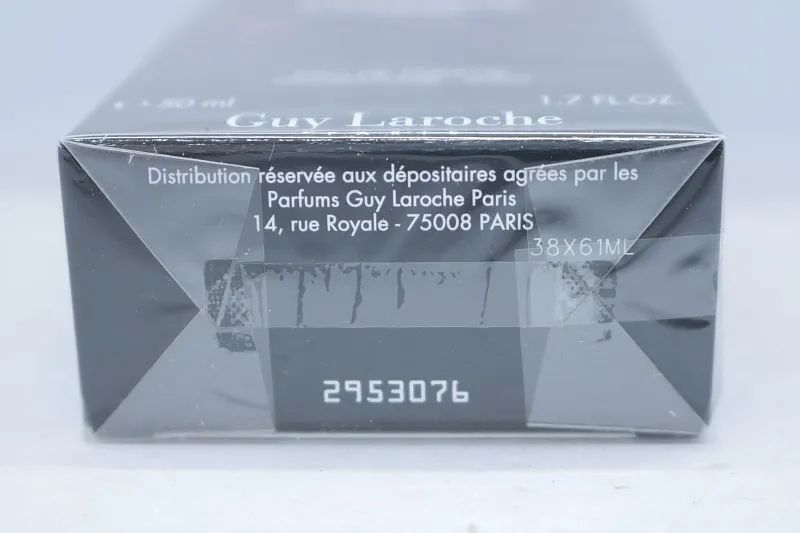 50 ml 1.7 FL.OZ.
Guy Laroche
Distribution réservée aux dépositaires agrées par les
Parfums Guy Laroche Paris
14, rue Royale - 75008 PARIS
38X61ML
2953076